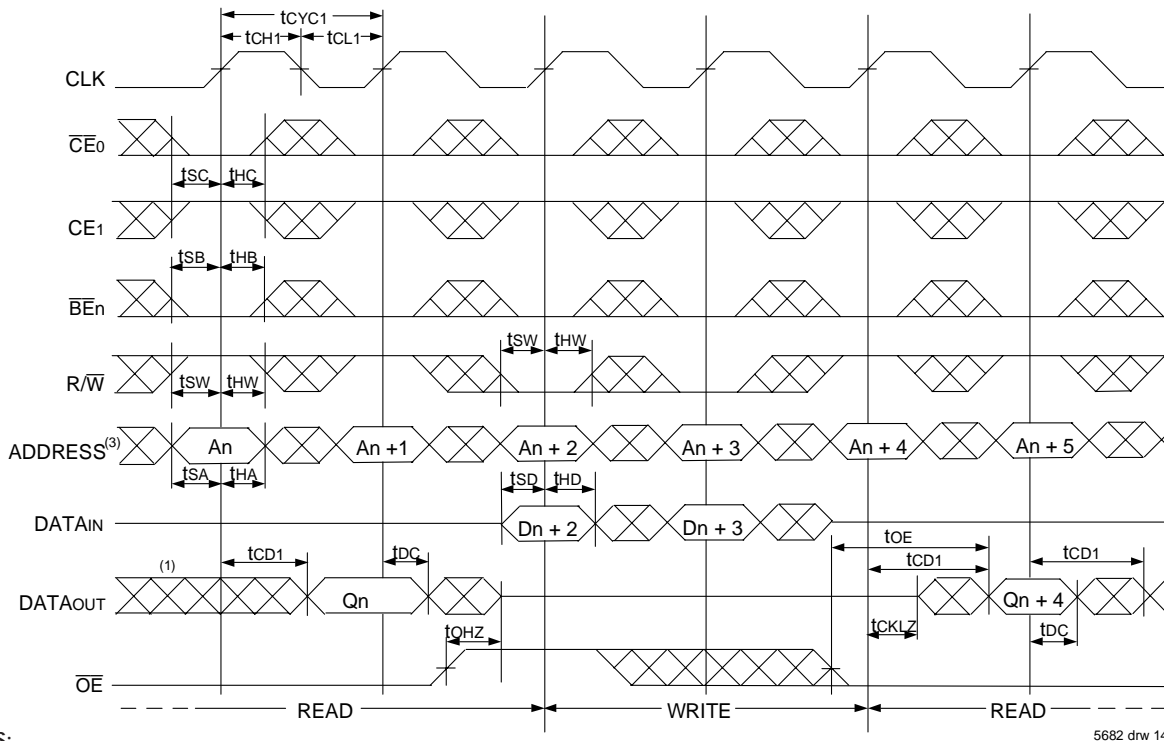 tCYC1
tCH1 tCL1
CLK
CE0
tSC tHC
CE1
tSB tHB
BEn
tSW tHW
R/W
tSW tHW
ADDRESS(3) An An +1 An + 2 An + 3 An + 4 An + 5
tSA tHA
tSD tHD
DATAIN Dn + 2 Dn + 3
tOE
(1) tCD1 tDC tCD1 tCD1
DATAOUT Qn Qn + 4
tOHZ tCKLZ tDC
OE
READ WRITE READ
5682 drw 14